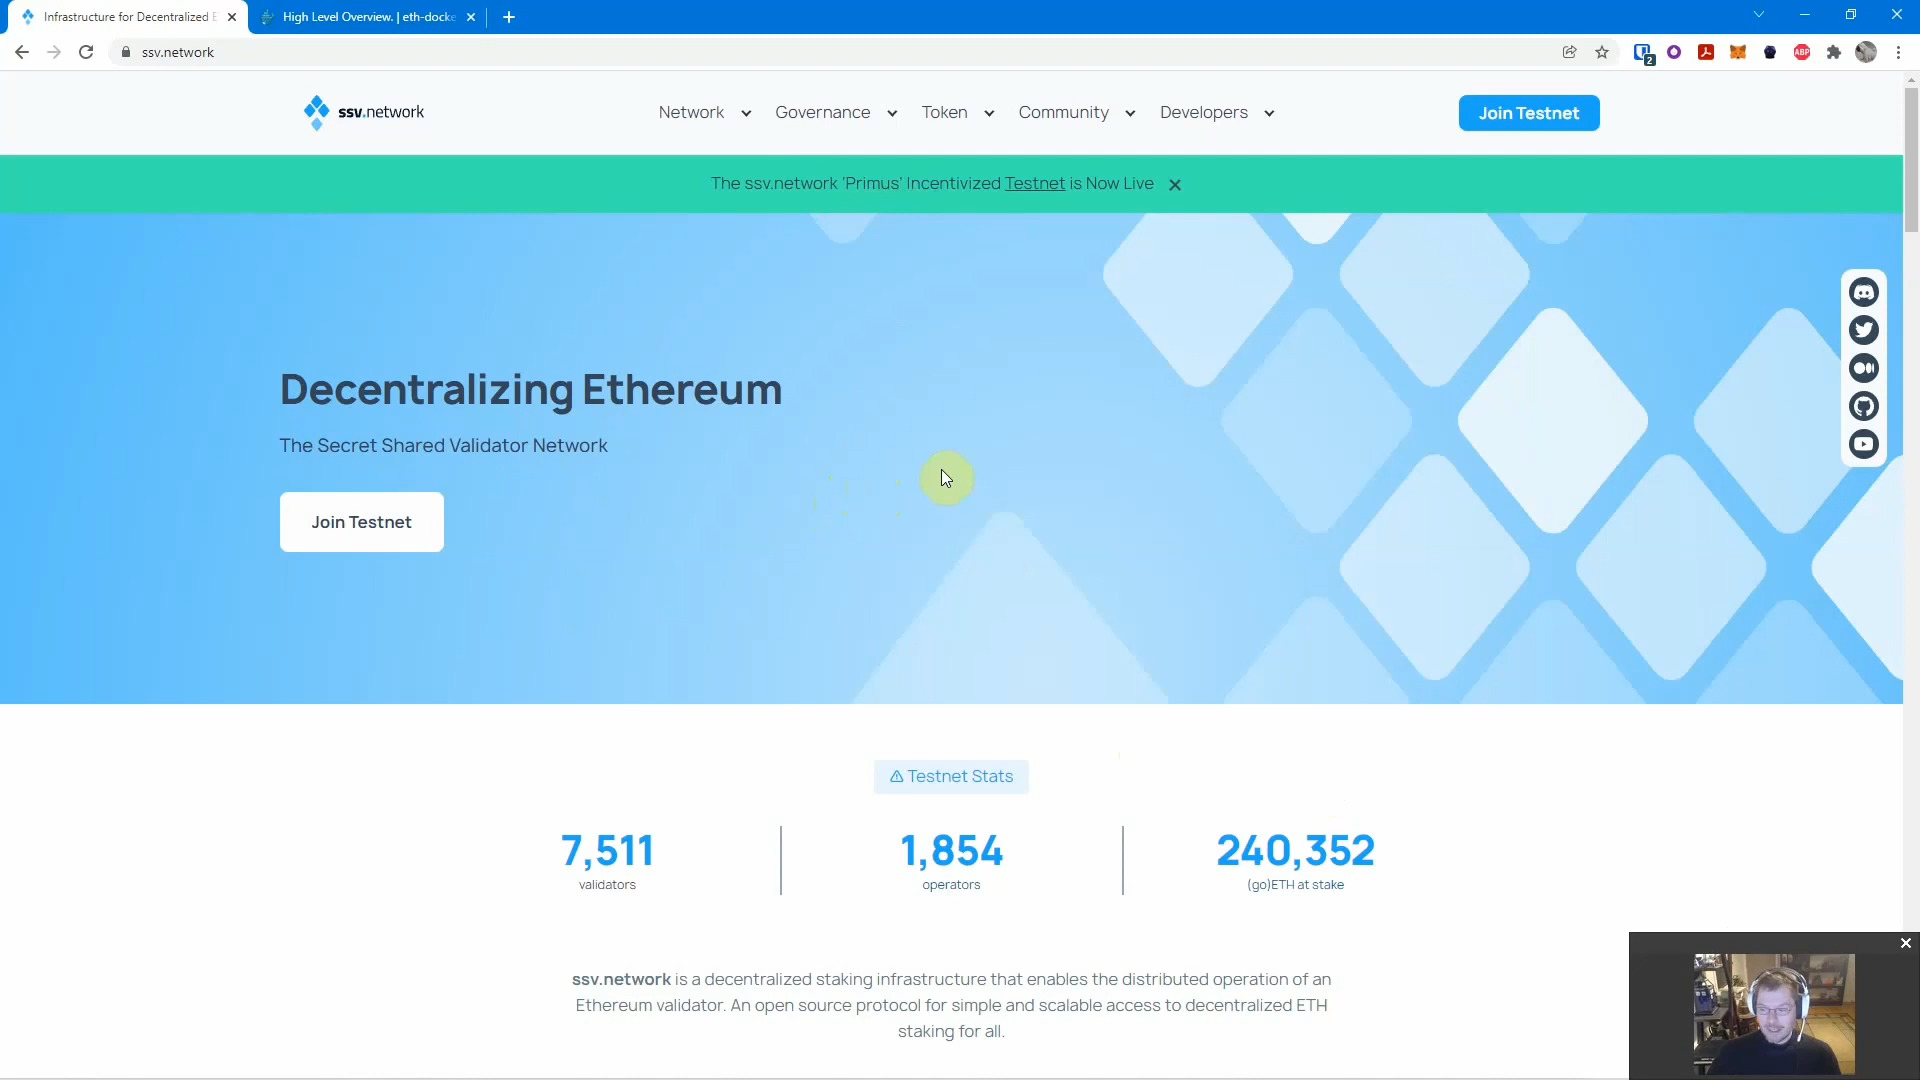 Infrastructure for Decentralized E
High Level Overview. | eth-docke
ssv.network
2
ABP
ssv.network
Network
Governance
Token
Community
Developers
Join Testnet
The ssv.network 'Primus' Incentivized Testnet is Now Live
Decentralizing Ethereum
The Secret Shared Validator Network
Join Testnet
Testnet Stats
7,511
1,854
240,352
validators
operators
(go)ETH at stake
ssv.network is a decentralized staking infrastructure that enables the distributed operation of an
Ethereum validator. An open source protocol for simple and scalable access to decentralized ETH
staking for all.